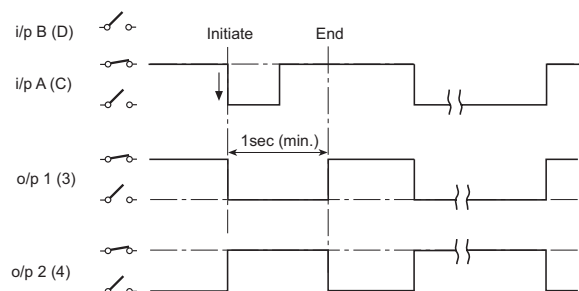 i/p B (D)
Initiate End
i/p A (C)
1sec (min.)
o/p 1 (3)
o/p 2 (4)